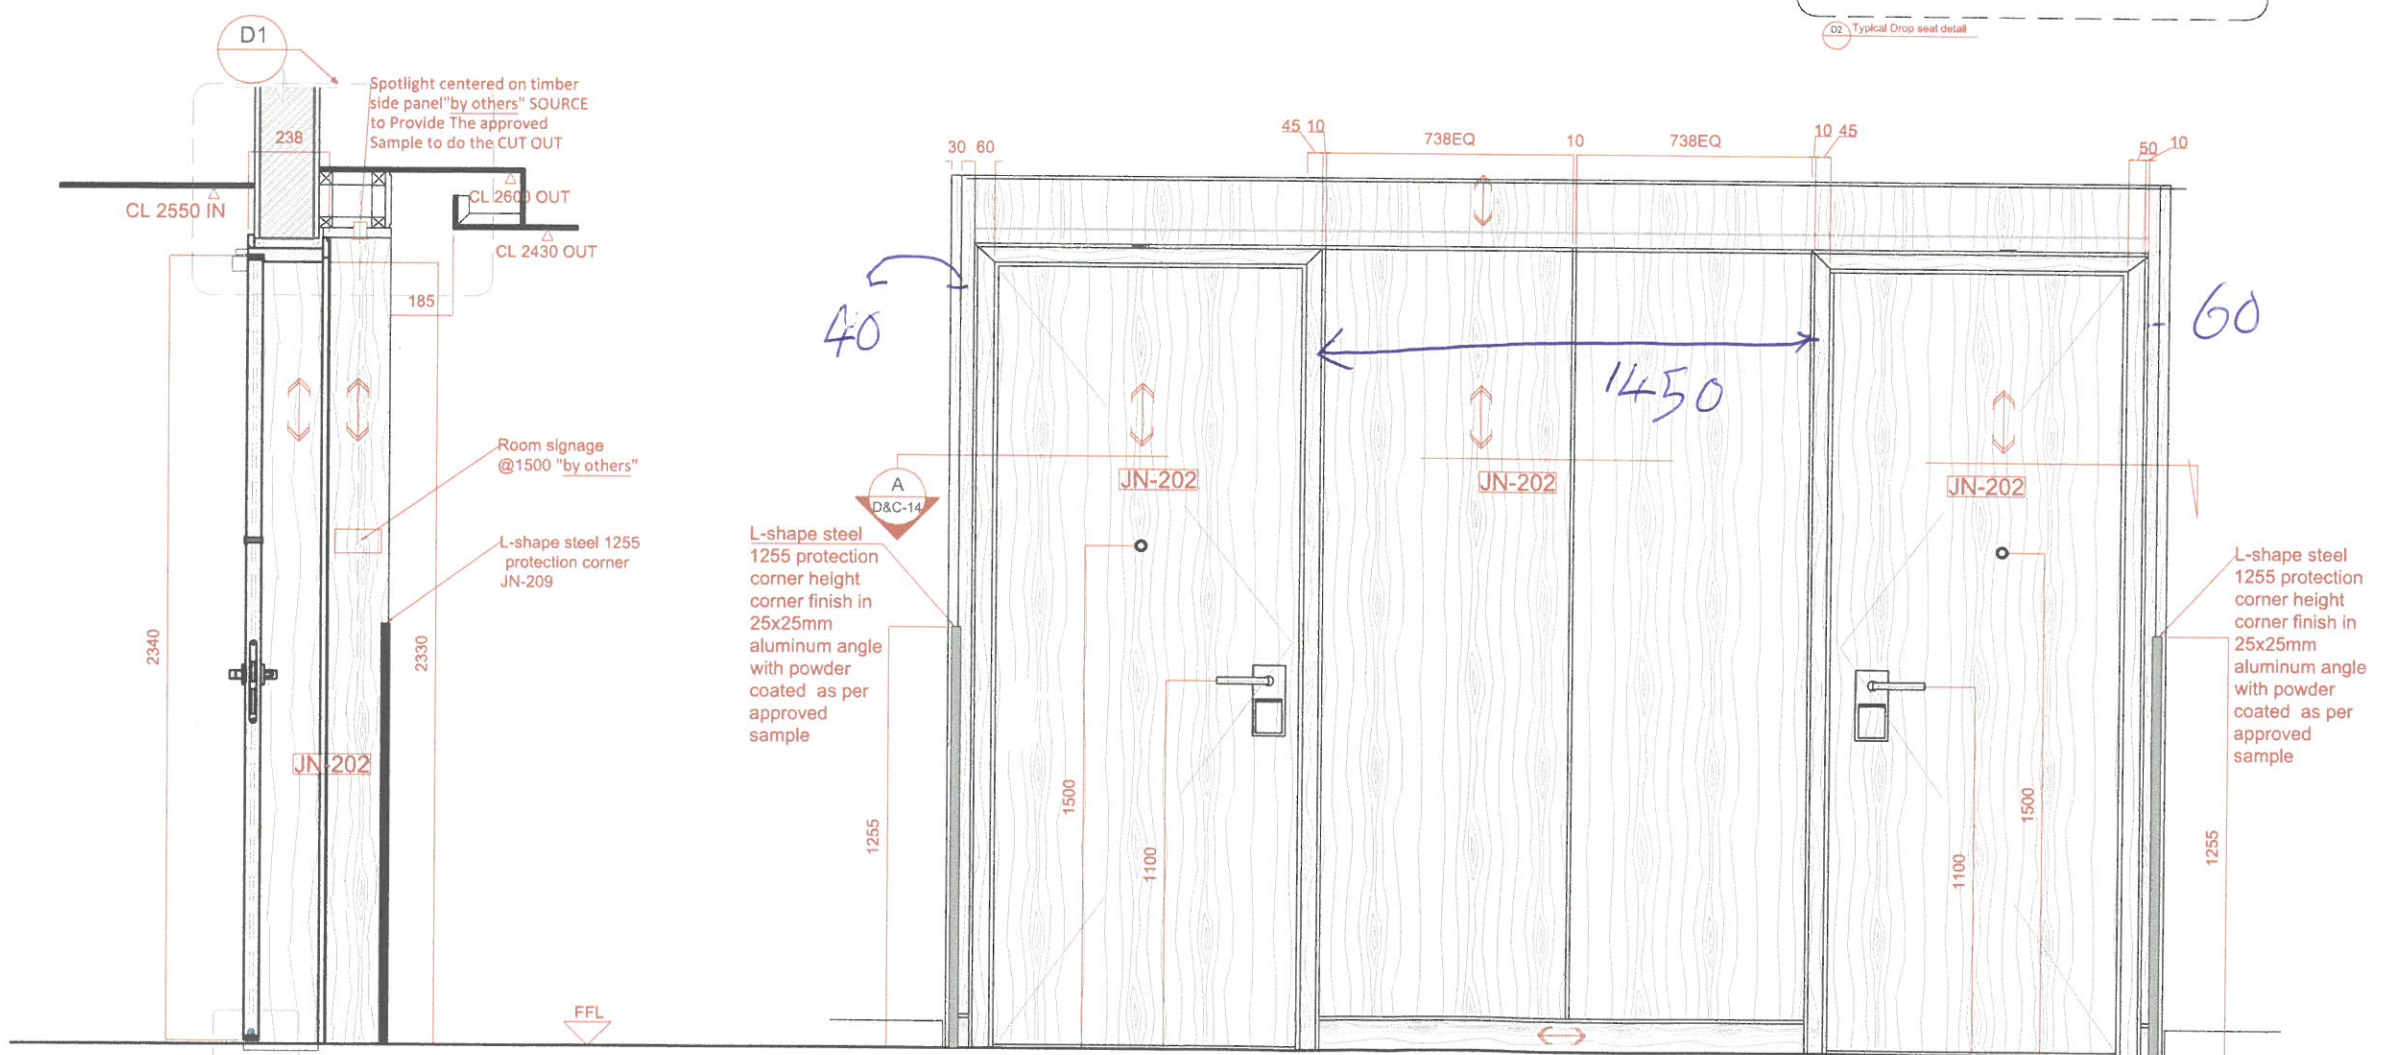 D2 Typical Drop seal detail
D1
Spotlight centered on timber
side panel"by others" SOURCE
to Provide The approved
Sample to do the CUT OUT
238
CL 2550 IN
CL 2600 OUT
CL 2430 OUT
185
2340
2330
Room signage
@1500 "by others"
L-shape steel 1255
protection corner
JN-209
JN-202
FFL
30 60
45 10
738EQ
10
738EQ
10 45
50 10
40
1450
60
A
D&C-14
JN-202
JN-202
JN-202
L-shape steel
1255 protection
corner height
corner finish in
25x25mm
aluminum angle
with powder
coated as per
approved
sample
1255
1500
1100
1100
1500
L-shape steel
1255 protection
corner height
corner finish in
25x25mm
aluminum angle
with powder
coated as per
approved
sample
1255